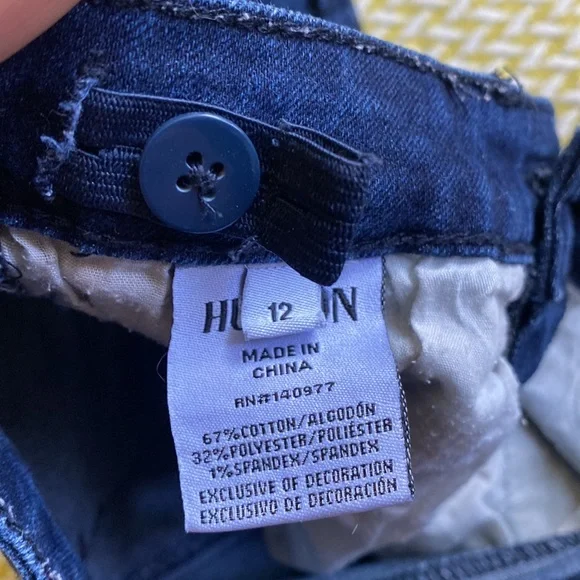 12
MADE IN
CHINA
RN#140977
67%COTTON/ALGODÓN
32%POLYESTER/POLIÉSTER
1%SPANDEX/SPANDEX
EXCLUSIVE OF DECORATION
EXCLUSIVO DE DECORACIÓN